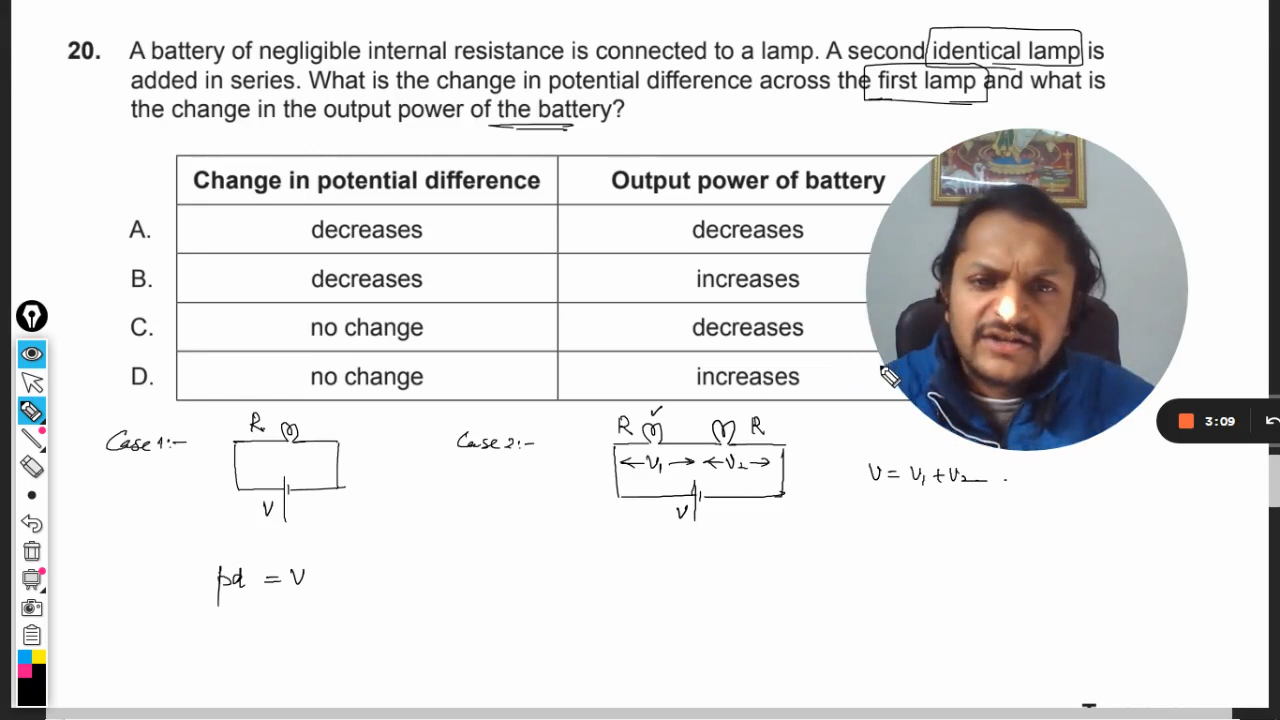 20. A battery of negligible internal resistance is connected to a lamp. A second identical lamp is
added in series. What is the change in potential difference across the first lamp and what is
the change in the output power of the battery?
Change in potential difference Output power of battery
A. decreases decreases
B. decreases increases
C. no change decreases
D. no change increases
Case 1:- R V
Case 2:- R R V₁ V₂ V
V = V₁ + V₂
pd = V
3:09